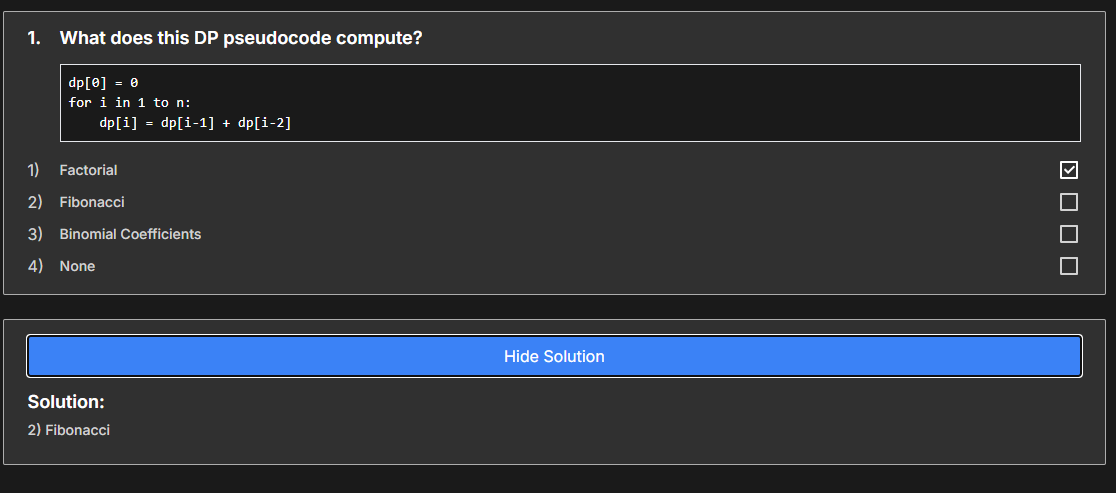 1. What does this DP pseudocode compute?
dp[0] = 0
for i in 1 to n:
    dp[i] = dp[i-1] + dp[i-2]
1) Factorial
2) Fibonacci
3) Binomial Coefficients
4) None
Hide Solution
Solution:
2) Fibonacci